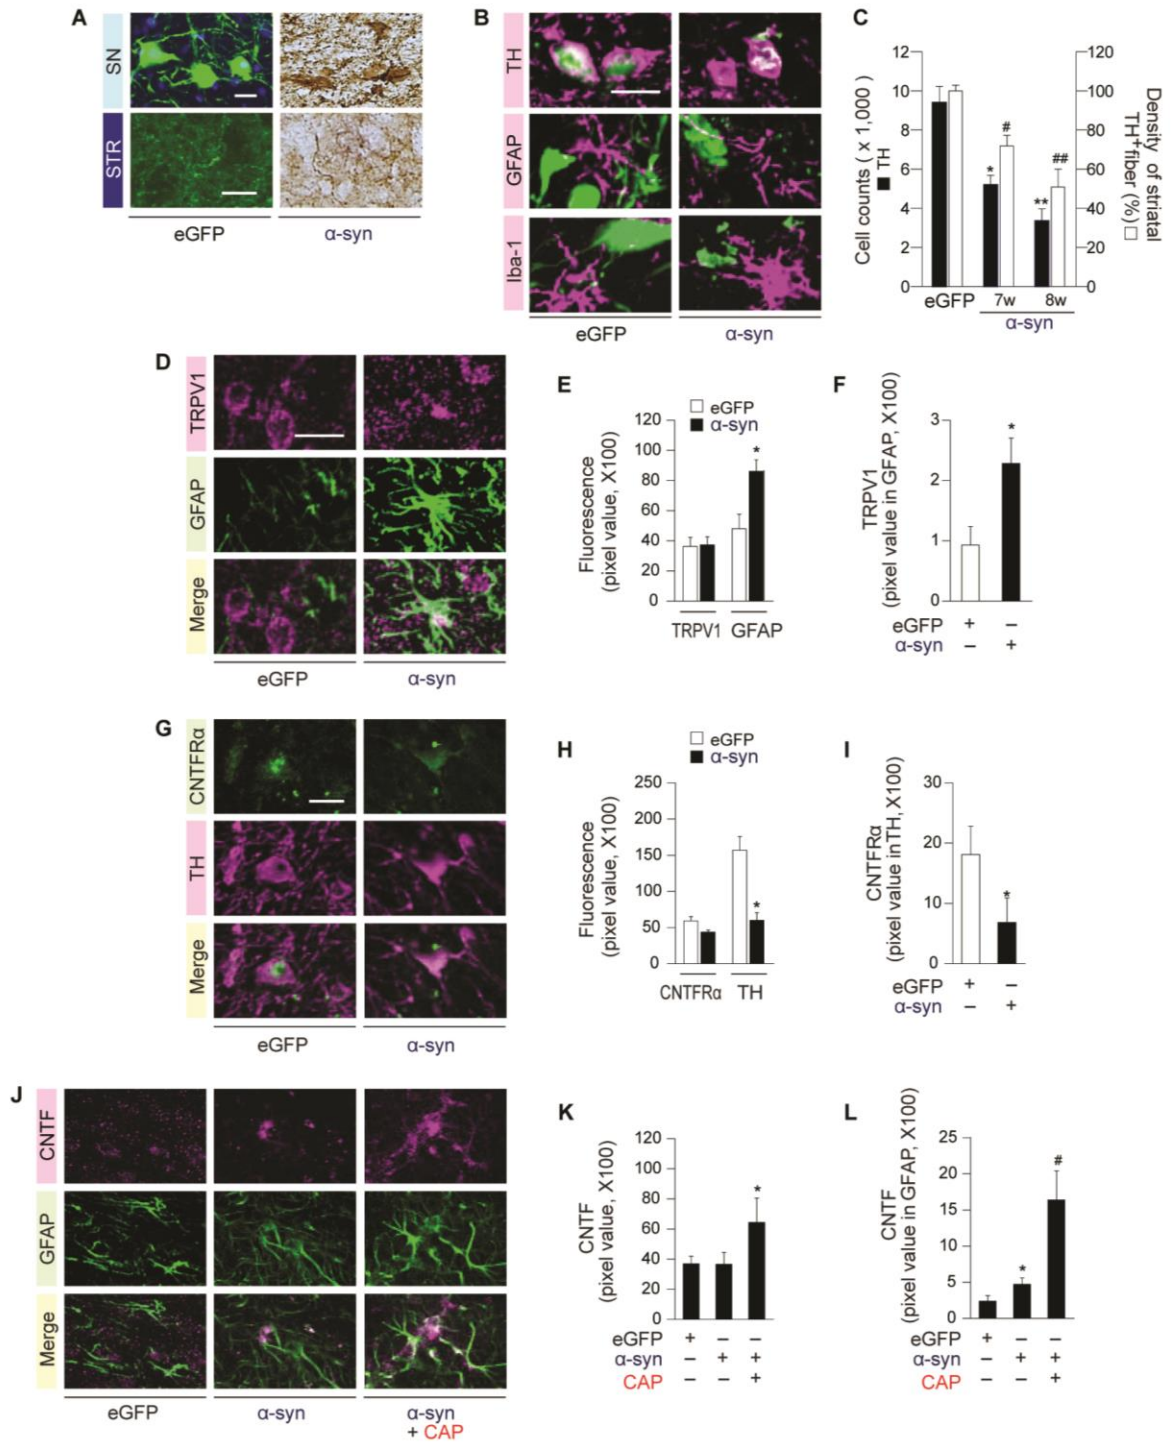 A
SN
STR
eGFP
α-syn
B
TH
GFAP
Iba-1
eGFP
α-syn
C
Cell counts ( x 1,000 )
■ TH
12
10
8
6
4
2
0
*
#
**
##
120
100
80
60
40
20
0
Density of striatal
TH+fiber (%) □
eGFP
7w
8w
α-syn
D
TRPV1
GFAP
Merge
eGFP
α-syn
E
□ eGFP
■ α-syn
Fluorescence
(pixel value, X100)
120
100
80
60
40
20
0
*
TRPV1
GFAP
F
TRPV1
(pixel value in GFAP, X100)
3
2
1
0
*
eGFP + –
α-syn – +
G
CNTFRα
TH
Merge
eGFP
α-syn
H
□ eGFP
■ α-syn
Fluorescence
(pixel value, X100)
250
200
150
100
50
0
*
CNTFRα
TH
I
CNTFRα
(pixel value in TH, X100)
30
20
10
0
*
eGFP + –
α-syn – +
J
CNTF
GFAP
Merge
eGFP
α-syn
α-syn
+ CAP
K
CNTF
(pixel value, X100)
120
100
80
60
40
20
0
*
eGFP + – –
α-syn – + +
CAP – – +
L
CNTF
(pixel value in GFAP, X100)
25
20
15
10
5
0
*
#
eGFP + – –
α-syn – + +
CAP – – +